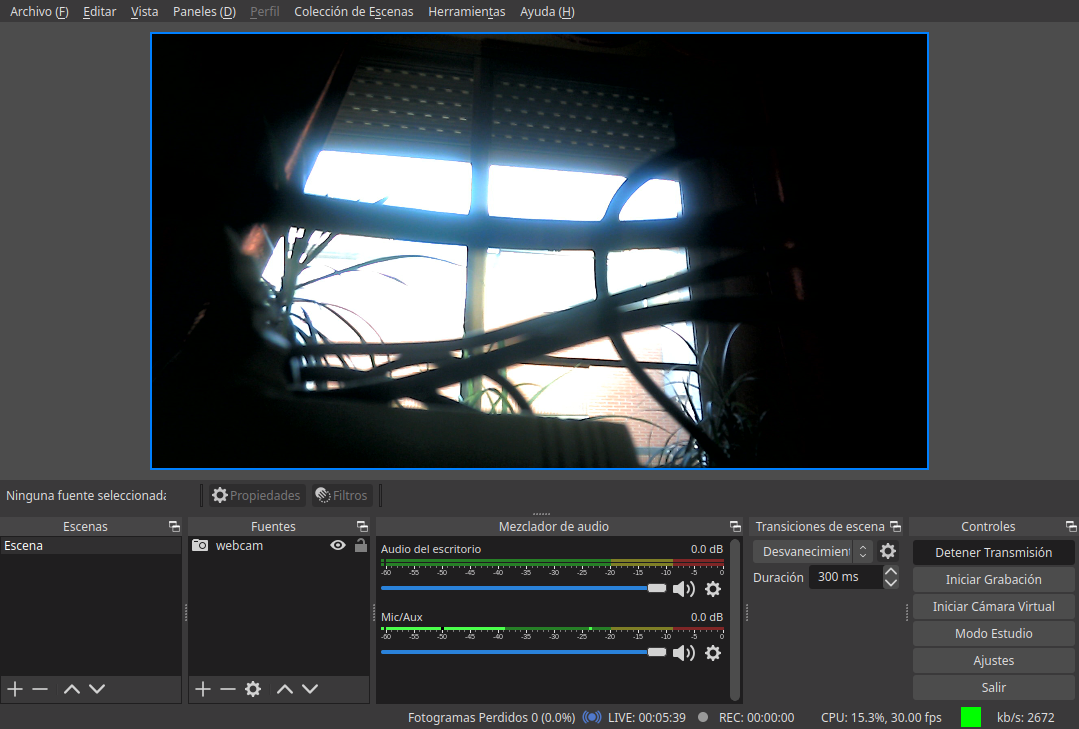 Archivo (F) Editar Vista Paneles (D) Perfil Colección de Escenas Herramientas Ayuda (H)
Ninguna fuente seleccionada Propiedades Filtros
Escenas Fuentes Mezclador de audio Transiciones de escena Controles
Escena
webcam
Audio del escritorio 0.0 dB
-60 -55 -50 -45 -40 -35 -30 -25 -20 -15 -10 -5 0
Mic/Aux 0.0 dB
-60 -55 -50 -45 -40 -35 -30 -25 -20 -15 -10 -5 0
Desvanecimient
Duración 300 ms
Detener Transmisión
Iniciar Grabación
Iniciar Cámara Virtual
Modo Estudio
Ajustes
Salir
Fotogramas Perdidos 0 (0.0%) LIVE: 00:05:39 REC: 00:00:00 CPU: 15.3%, 30.00 fps kb/s: 2672